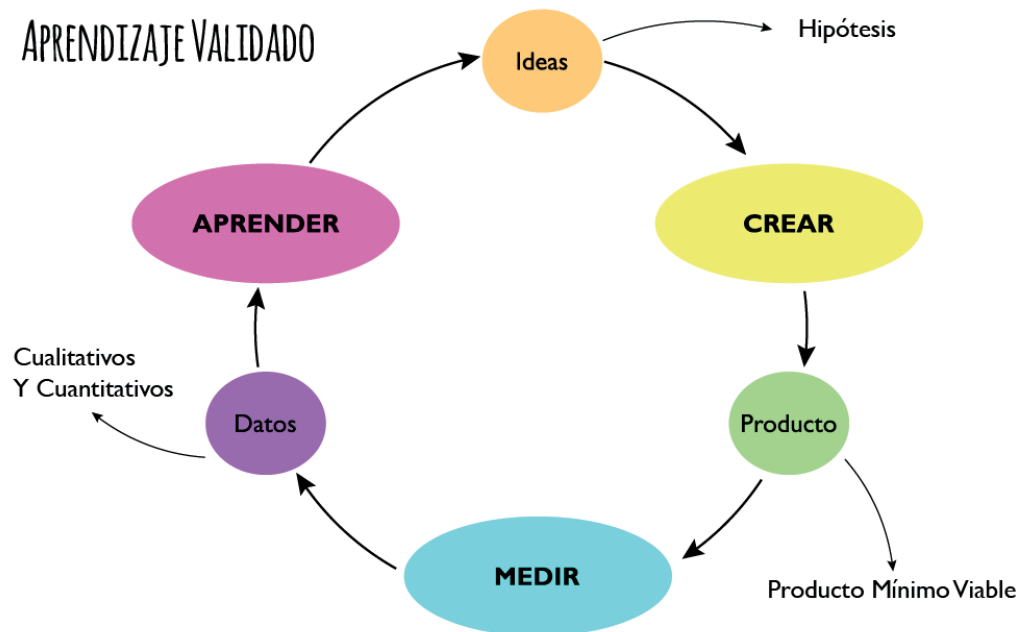 APRENDIZAJE VALIDADO
Ideas
Hipótesis
CREAR
Producto
Producto Mínimo Viable
MEDIR
Datos
Cualitativos
Y Cuantitativos
APRENDER